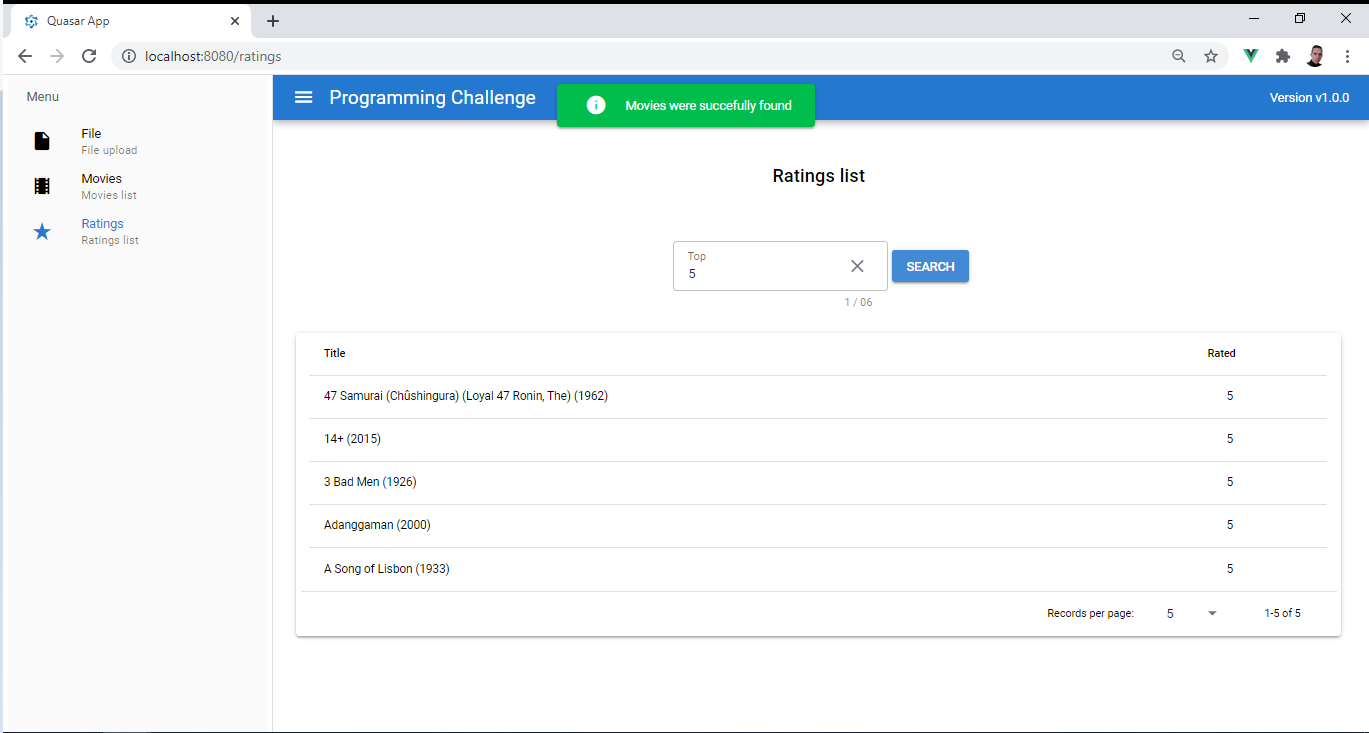 Quasar App
localhost:8080/ratings
Menu
File
File upload
Movies
Movies list
Ratings
Ratings list
Programming Challenge
Movies were succefully found
Version v1.0.0
Ratings list
Top
5
SEARCH
1 / 06
Title Rated
47 Samurai (Chûshingura) (Loyal 47 Ronin, The) (1962) 5
14+ (2015) 5
3 Bad Men (1926) 5
Adanggaman (2000) 5
A Song of Lisbon (1933) 5
Records per page: 5 1-5 of 5